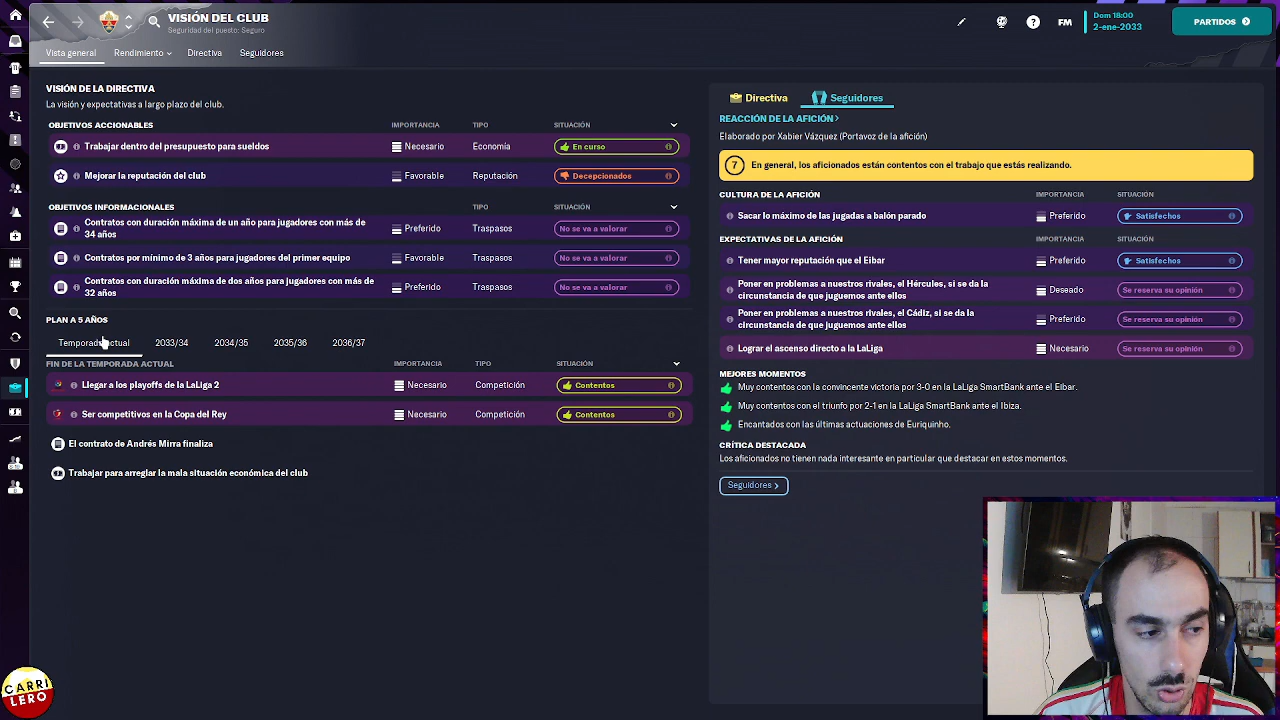 VISIÓN DEL CLUB
Seguridad del puesto: Seguro
FM
Dom 18:00
2-ene-2033
PARTIDOS
Vista general
Rendimiento
Directiva
Seguidores
VISIÓN DE LA DIRECTIVA
La visión y expectativas a largo plazo del club.
OBJETIVOS ACCIONABLES
IMPORTANCIA
TIPO
SITUACIÓN
Trabajar dentro del presupuesto para sueldos
Necesario
Economía
En curso
Mejorar la reputación del club
Favorable
Reputación
Decepcionados
OBJETIVOS INFORMACIONALES
TIPO
SITUACIÓN
Contratos con duración máxima de un año para jugadores con más de
34 años
Preferido
Traspasos
No se va a valorar
Contratos por mínimo de 3 años para jugadores del primer equipo
Favorable
Traspasos
No se va a valorar
Contratos con duración máxima de dos años para jugadores con más de
32 años
Preferido
Traspasos
No se va a valorar
PLAN A 5 AÑOS
Temporada actual
2033/34
2034/35
2035/36
2036/37
FIN DE LA TEMPORADA ACTUAL
IMPORTANCIA
TIPO
SITUACIÓN
Llegar a los playoffs de la LaLiga 2
Necesario
Competición
Contentos
Ser competitivos en la Copa del Rey
Necesario
Competición
Contentos
El contrato de Andrés Mirra finaliza
Trabajar para arreglar la mala situación económica del club
Directiva
Seguidores
REACCIÓN DE LA AFICIÓN
Elaborado por Xabier Vázquez (Portavoz de la afición)
7
En general, los aficionados están contentos con el trabajo que estás realizando.
CULTURA DE LA AFICIÓN
IMPORTANCIA
SITUACIÓN
Sacar lo máximo de las jugadas a balón parado
Preferido
Satisfechos
EXPECTATIVAS DE LA AFICIÓN
IMPORTANCIA
SITUACIÓN
Tener mayor reputación que el Eibar
Preferido
Satisfechos
Poner en problemas a nuestros rivales, el Hércules, si se da la
circunstancia de que juguemos ante ellos
Deseado
Se reserva su opinión
Poner en problemas a nuestros rivales, el Cádiz, si se da la
circunstancia de que juguemos ante ellos
Preferido
Se reserva su opinión
Lograr el ascenso directo a la LaLiga
Necesario
Se reserva su opinión
MEJORES MOMENTOS
Muy contentos con la convincente victoria por 3-0 en la LaLiga SmartBank ante el Eibar.
Muy contentos con el triunfo por 2-1 en la LaLiga SmartBank ante el Ibiza.
Encantados con las últimas actuaciones de Euriquinho.
CRÍTICA DESTACADA
Los aficionados no tienen nada interesante en particular que destacar en estos momentos.
Seguidores
CARRI
LERO